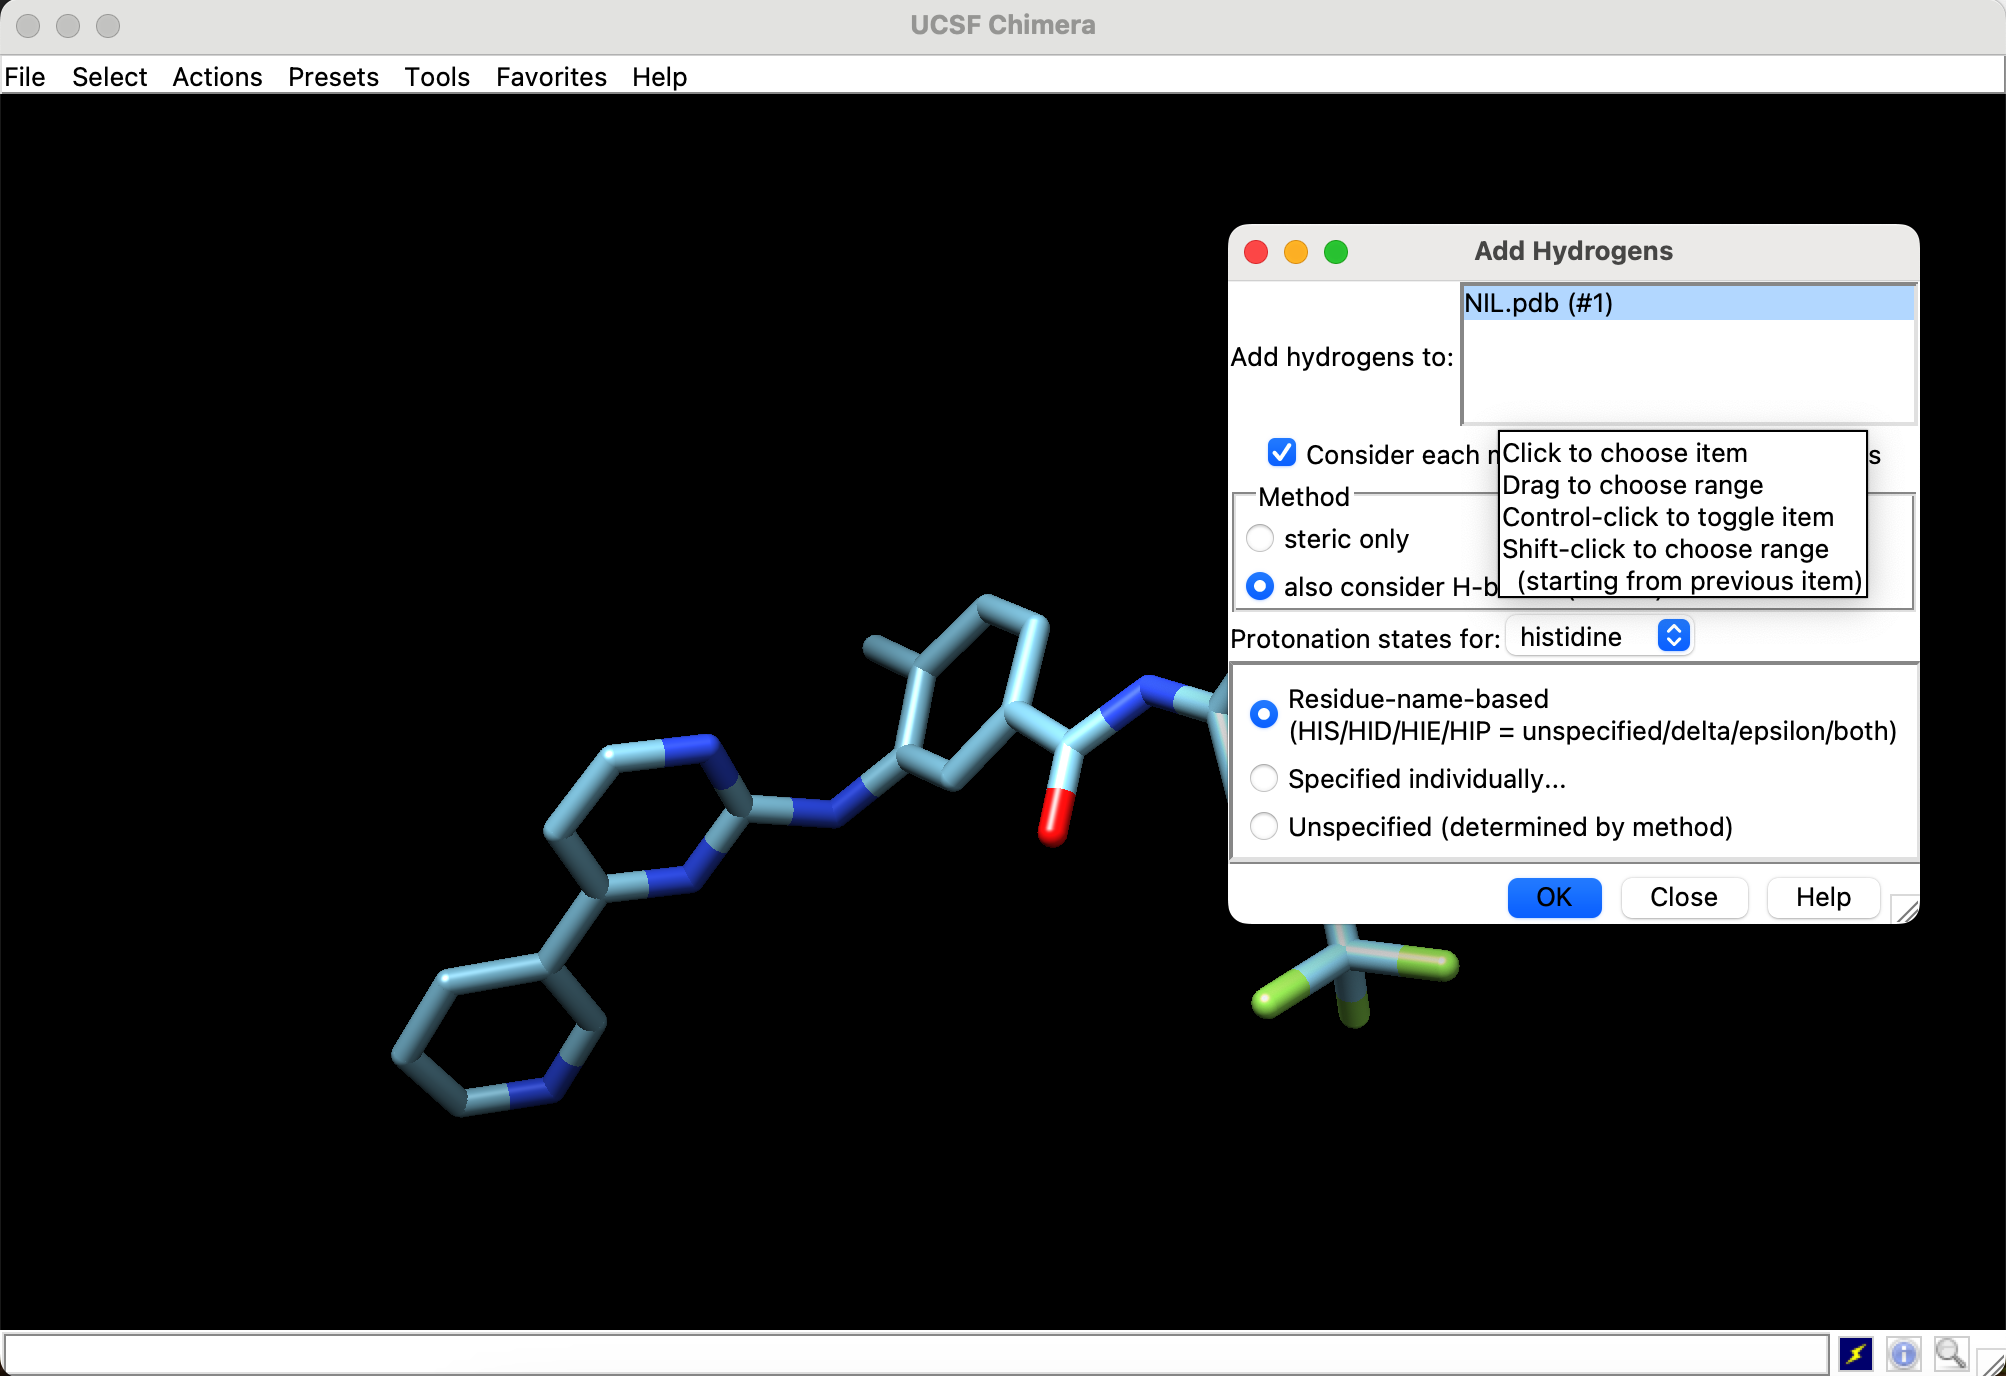 UCSF Chimera
File Select Actions Presets Tools Favorites Help
Add Hydrogens
NIL.pdb (#1)
Add hydrogens to:
Consider each
Click to choose item
Drag to choose range
Control-click to toggle item
Shift-click to choose range
(starting from previous item)
Method
steric only
also consider
Protonation states for: histidine
Residue-name-based
(HIS/HID/HIE/HIP = unspecified/delta/epsilon/both)
Specified individually...
Unspecified (determined by method)
OK Close Help